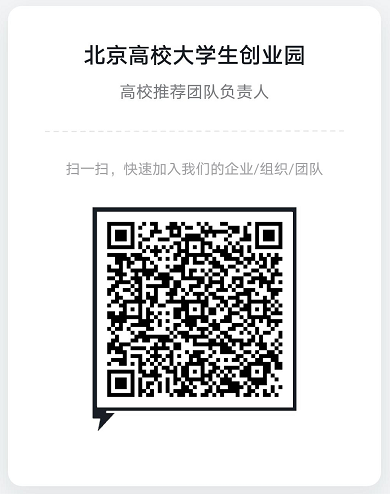 北京高校大学生创业园
高校推荐团队负责人
扫一扫，快速加入我们的企业/组织/团队